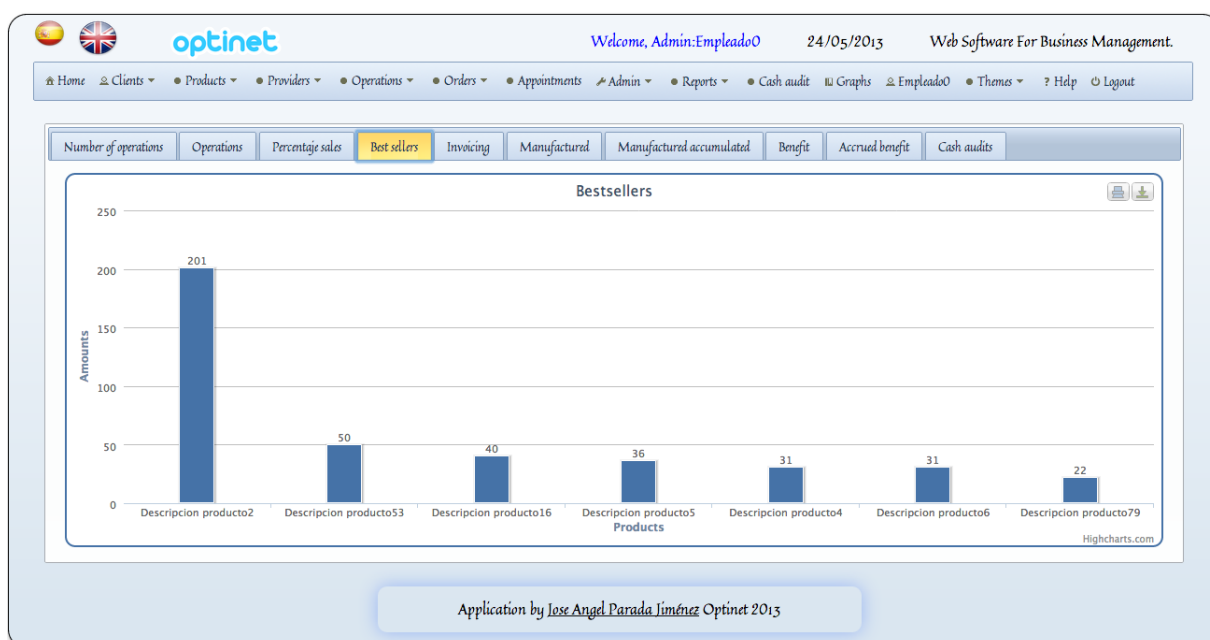 optinet
Welcome, Admin:Empleado0
24/05/2013
Web Software For Business Management.
Home Clients Products Providers Operations Orders Appointments Admin Reports Cash audit Graphs Empleado0 Themes Help Logout
Number of operations Operations Percentaje sales Best sellers Invoicing Manufactured Manufactured accumulated Benefit Accrued benefit Cash audits
Bestsellers
250
200
150
100
50
0
Amounts
201
50
40
36
31
31
22
Descripcion producto2
Descripcion producto53
Descripcion producto16
Descripcion producto5
Descripcion producto4
Descripcion producto6
Descripcion producto79
Products
Highcharts.com
Application by Jose Angel Parada Jiménez Optinet 2013